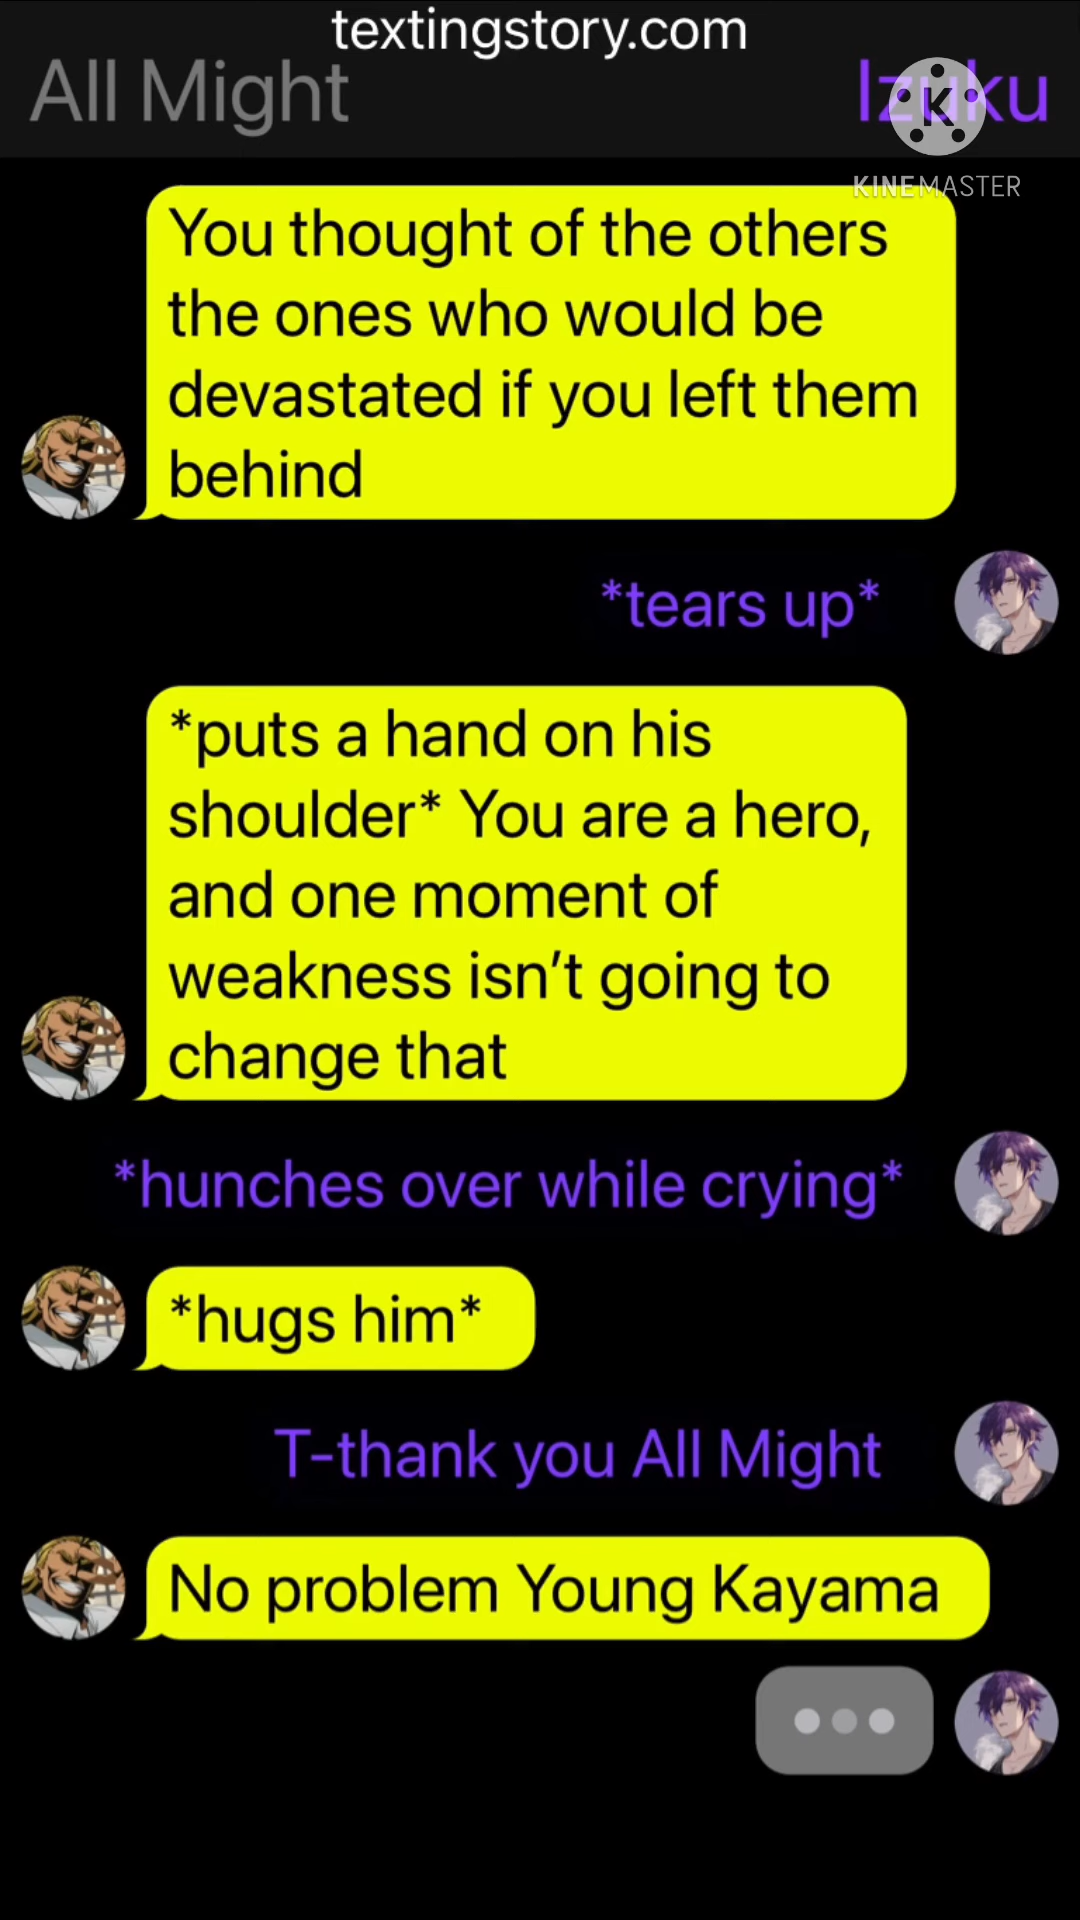 textingstory.com
All Might
Izuku
K
KINEMASTER
You thought of the others
the ones who would be
devastated if you left them
behind
*tears up*
*puts a hand on his
shoulder* You are a hero,
and one moment of
weakness isn't going to
change that
*hunches over while crying*
*hugs him*
T-thank you All Might
No problem Young Kayama